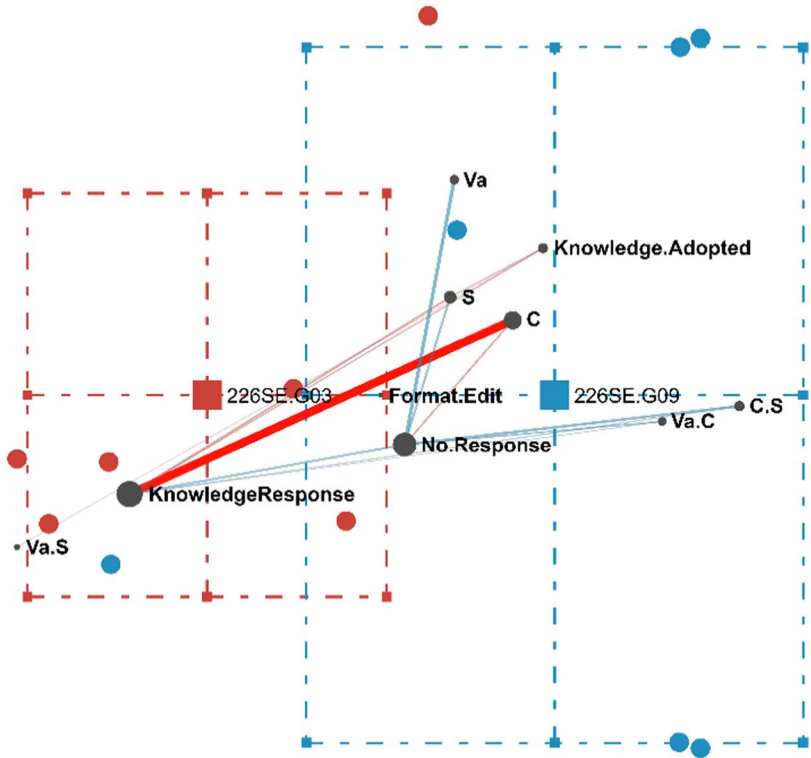 Va
Knowledge.Adopted
S
C
226SE.G03
Format.Edit
226SE.G09
C.S
Va.C
No.Response
KnowledgeResponse
Va.S